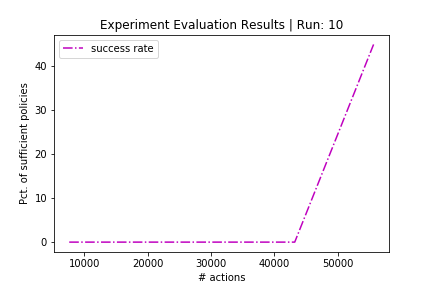 Experiment Evaluation Results | Run: 10
success rate
Pct. of sufficient policies
40
30
20
10
0
10000 20000 30000 40000 50000
# actions